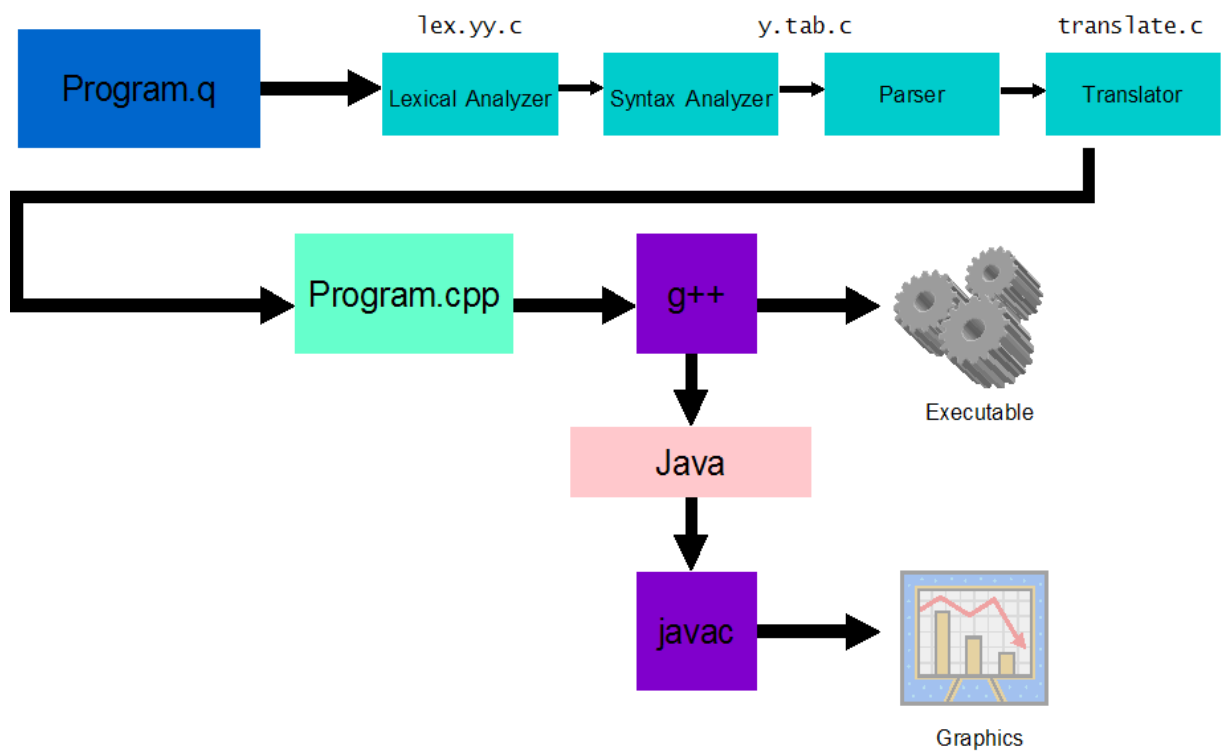 lex.yy.c
y.tab.c
translate.c
Program.q
Lexical Analyzer
Syntax Analyzer
Parser
Translator
Program.cpp
g++
Executable
Java
javac
Graphics